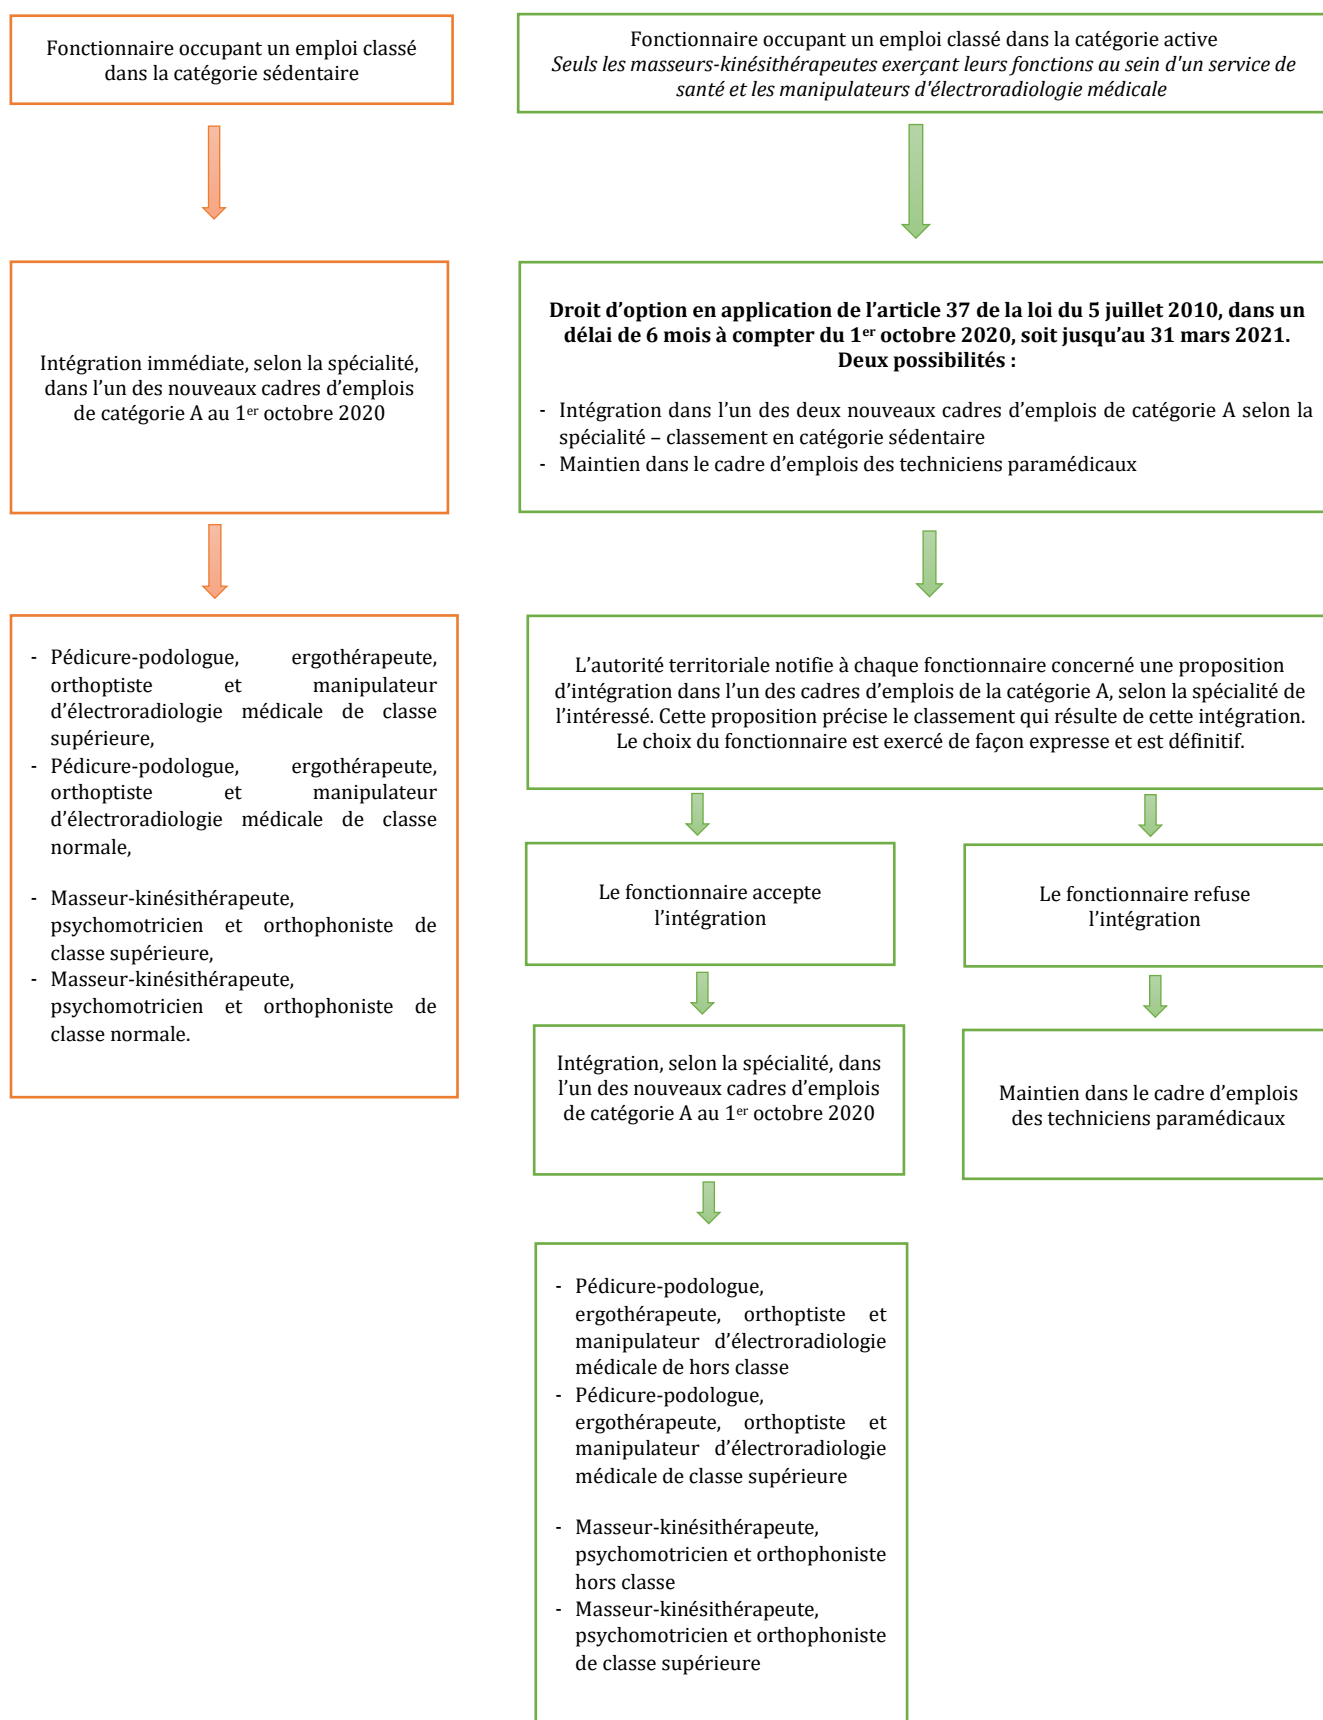 Fonctionnaire occupant un emploi classé
dans la catégorie sédentaire
Fonctionnaire occupant un emploi classé dans la catégorie active
Seuls les masseurs-kinésithérapeutes exerçant leurs fonctions au sein d'un service de
santé et les manipulateurs d'électroradiologie médicale
Intégration immédiate, selon la spécialité,
dans l’un des nouveaux cadres d’emplois
de catégorie A au 1er octobre 2020
Droit d’option en application de l’article 37 de la loi du 5 juillet 2010, dans un
délai de 6 mois à compter du 1er octobre 2020, soit jusqu’au 31 mars 2021.
Deux possibilités :
- Intégration dans l’un des deux nouveaux cadres d’emplois de catégorie A selon la
spécialité – classement en catégorie sédentaire
- Maintien dans le cadre d’emplois des techniciens paramédicaux
- Pédicure-podologue, ergothérapeute,
orthoptiste et manipulateur
d’électroradiologie médicale de classe
supérieure,
- Pédicure-podologue, ergothérapeute,
orthoptiste et manipulateur
d’électroradiologie médicale de classe
normale,
- Masseur-kinésithérapeute,
psychomotricien et orthophoniste de
classe supérieure,
- Masseur-kinésithérapeute,
psychomotricien et orthophoniste de
classe normale.
L’autorité territoriale notifie à chaque fonctionnaire concerné une proposition
d’intégration dans l’un des cadres d’emplois de la catégorie A, selon la spécialité de
l’intéressé. Cette proposition précise le classement qui résulte de cette intégration.
Le choix du fonctionnaire est exercé de façon expresse et est définitif.
Le fonctionnaire accepte
l’intégration
Le fonctionnaire refuse
l’intégration
Intégration, selon la spécialité, dans
l’un des nouveaux cadres d’emplois
de catégorie A au 1er octobre 2020
Maintien dans le cadre d’emplois
des techniciens paramédicaux
- Pédicure-podologue,
ergothérapeute, orthoptiste et
manipulateur d’électroradiologie
médicale de hors classe
- Pédicure-podologue,
ergothérapeute, orthoptiste et
manipulateur d’électroradiologie
médicale de classe supérieure
- Masseur-kinésithérapeute,
psychomotricien et orthophoniste
hors classe
- Masseur-kinésithérapeute,
psychomotricien et orthophoniste
de classe supérieure